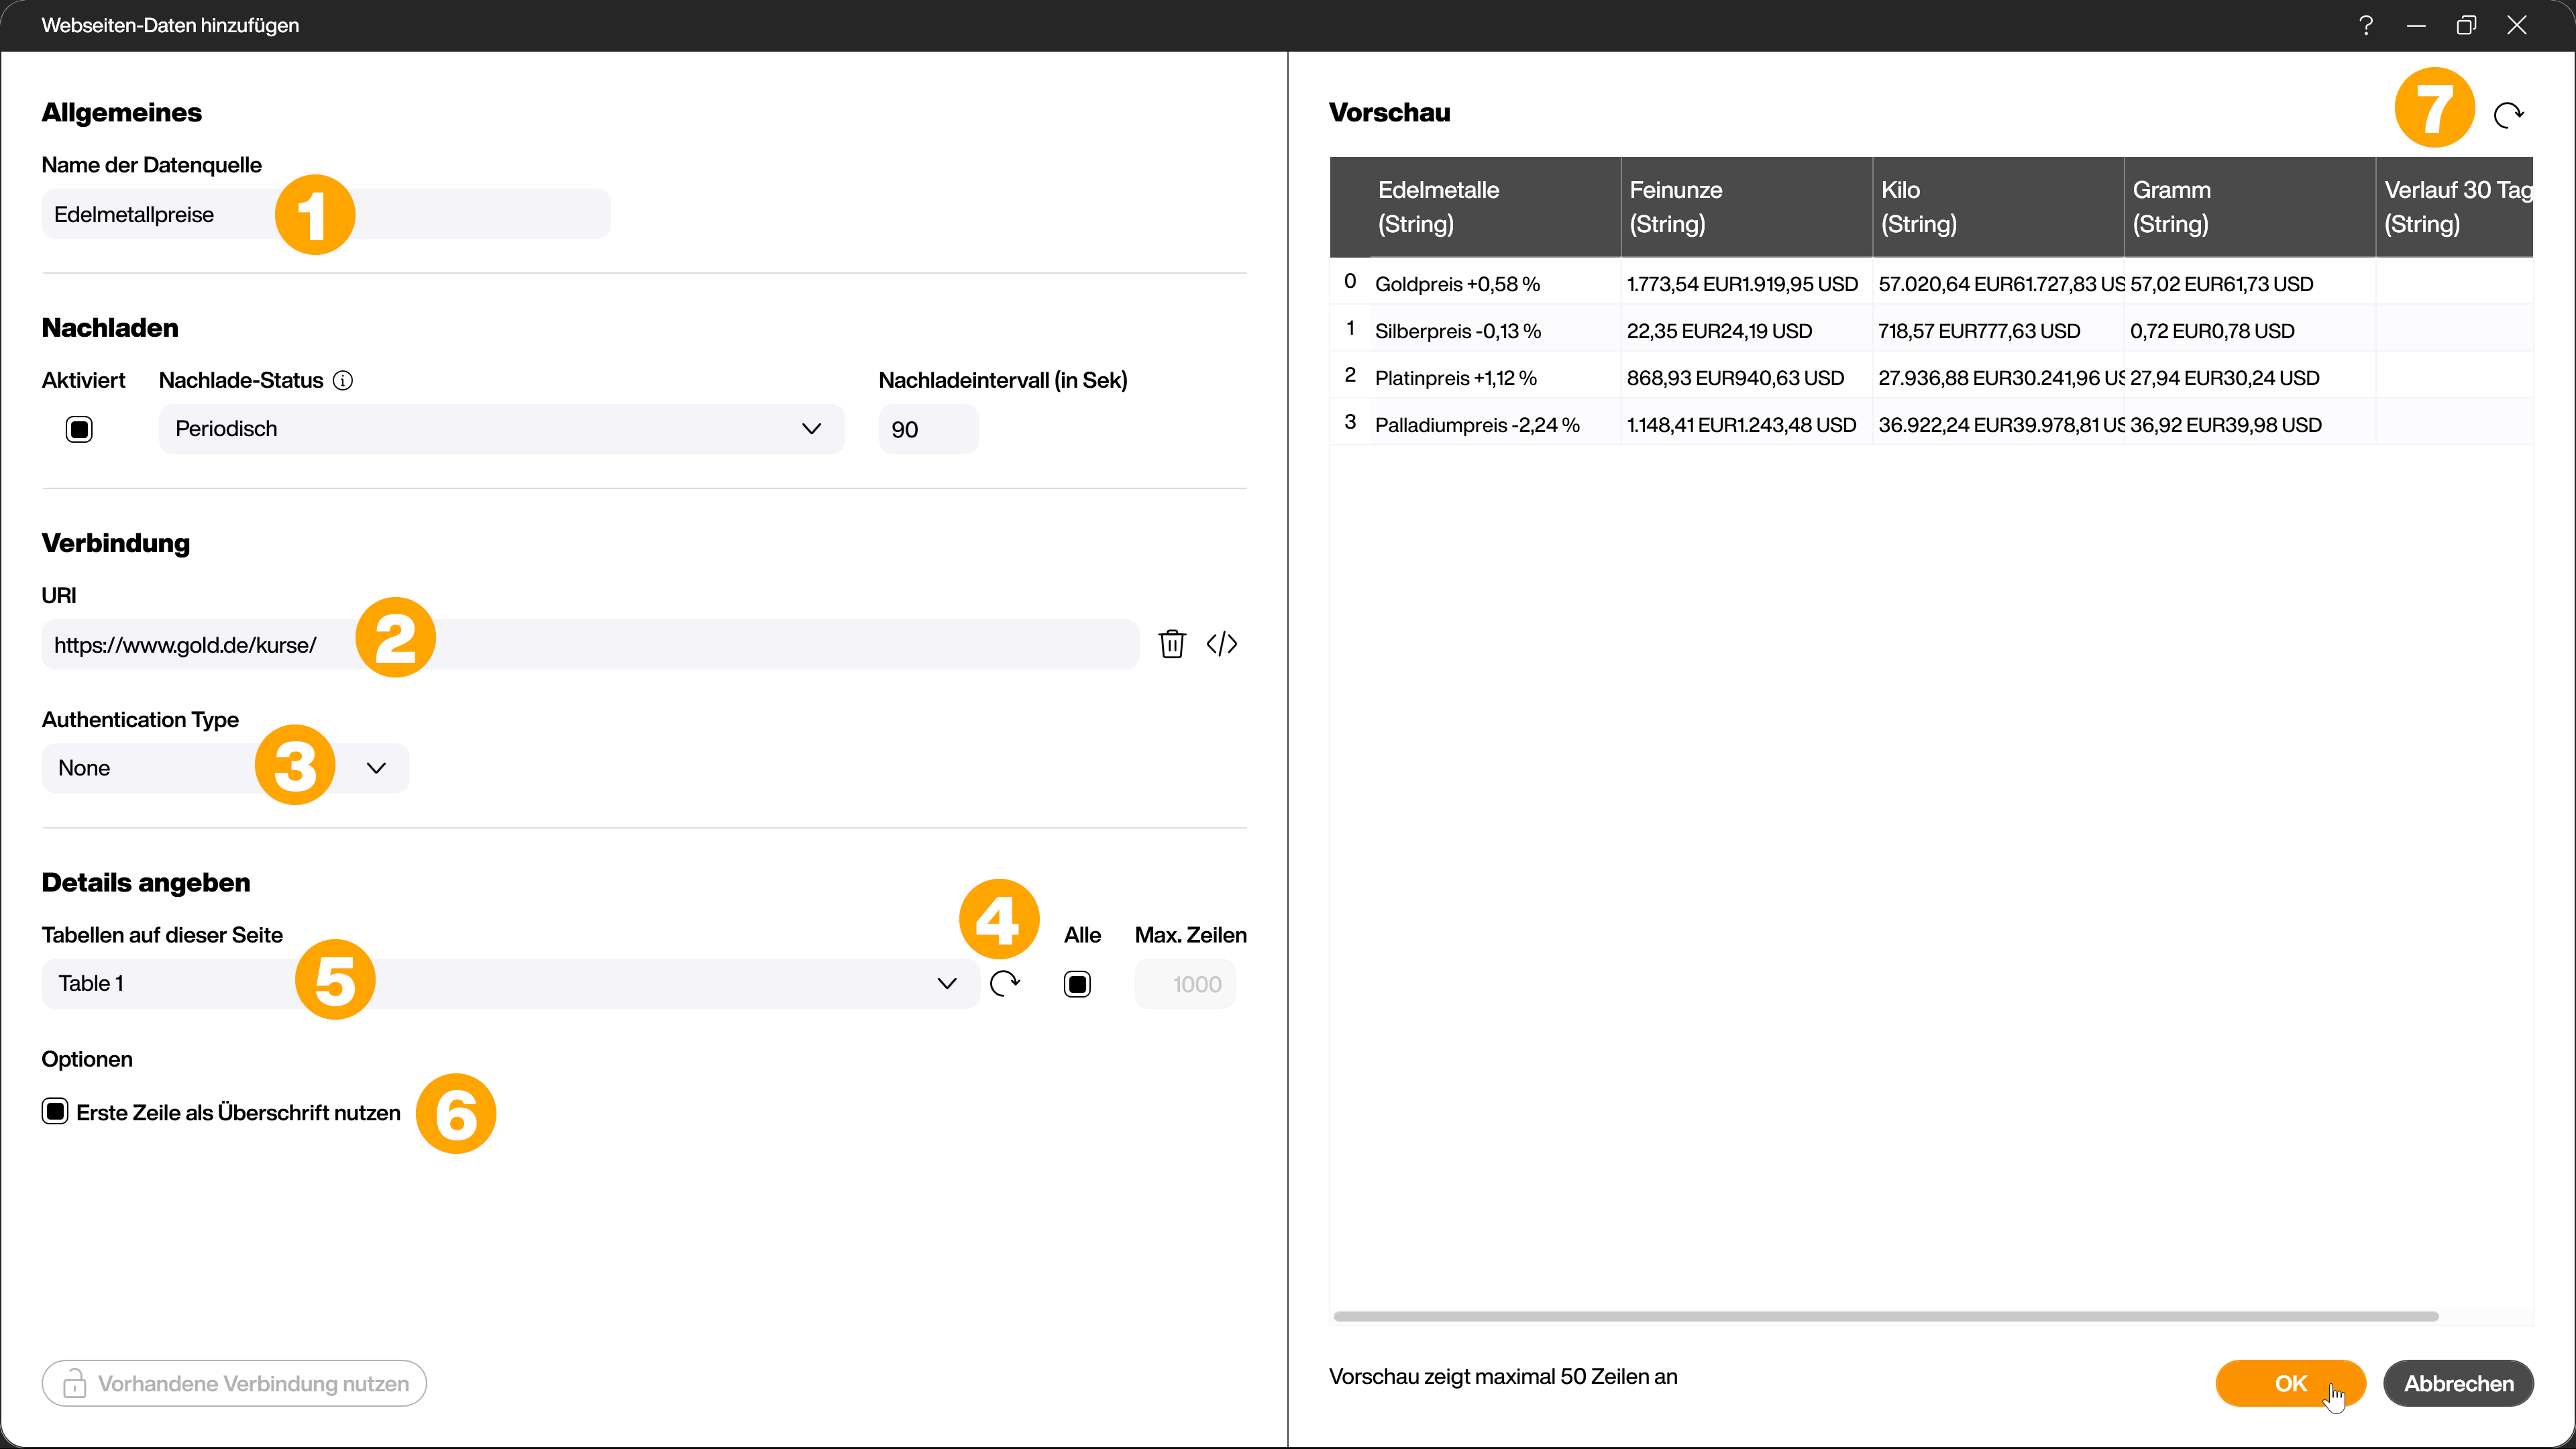 Webseiten-Daten hinzufügen
Allgemeines
Name der Datenquelle
Edelmetallpreise
1
Nachladen
Aktiviert Nachlade-Status Nachladeintervall (in Sek)
Periodisch 90
Verbindung
URI
https://www.gold.de/kurse/
2
Authentication Type
None
3
Details angeben
4
Tabellen auf dieser Seite Alle Max. Zeilen
Table 1 1000
5
Optionen
Erste Zeile als Überschrift nutzen
6
Vorhandene Verbindung nutzen
Vorschau
7
Edelmetalle (String) Feinunze (String) Kilo (String) Gramm (String) Verlauf 30 Tag (String)
0 Goldpreis +0,58 % 1.773,54 EUR1.919,95 USD 57.020,64 EUR61.727,83 US 57,02 EUR61,73 USD
1 Silberpreis -0,13 % 22,35 EUR24,19 USD 718,57 EUR777,63 USD 0,72 EUR0,78 USD
2 Platinpreis +1,12 % 868,93 EUR940,63 USD 27.936,88 EUR30.241,96 US 27,94 EUR30,24 USD
3 Palladiumpreis -2,24 % 1.148,41 EUR1.243,48 USD 36.922,24 EUR39.978,81 US 36,92 EUR39,98 USD
Vorschau zeigt maximal 50 Zeilen an
OK
Abbrechen